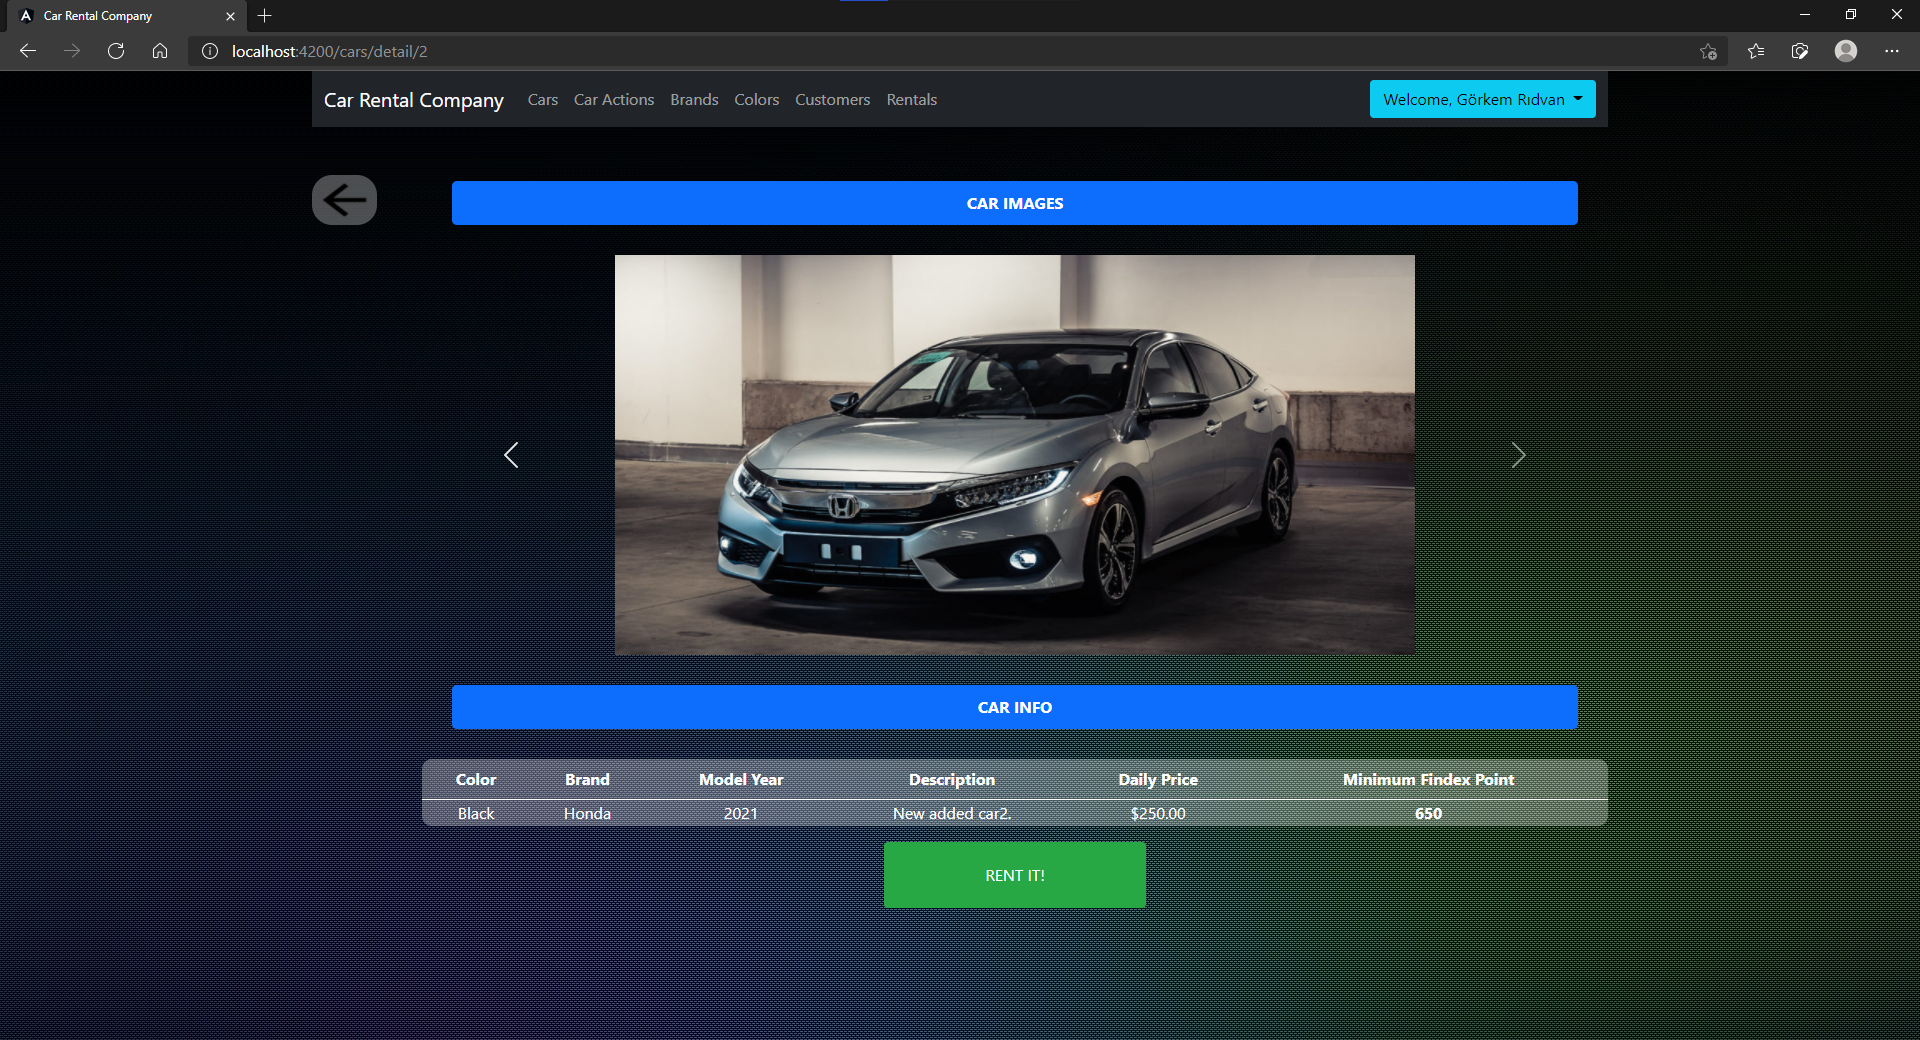 Car Rental Company
localhost:4200/cars/detail/2
Car Rental Company Cars Car Actions Brands Colors Customers Rentals Welcome, Görkem Rıdvan
CAR IMAGES
CAR INFO
Color Brand Model Year Description Daily Price Minimum Findex Point
Black Honda 2021 New added car2. $250.00 650
RENT IT!